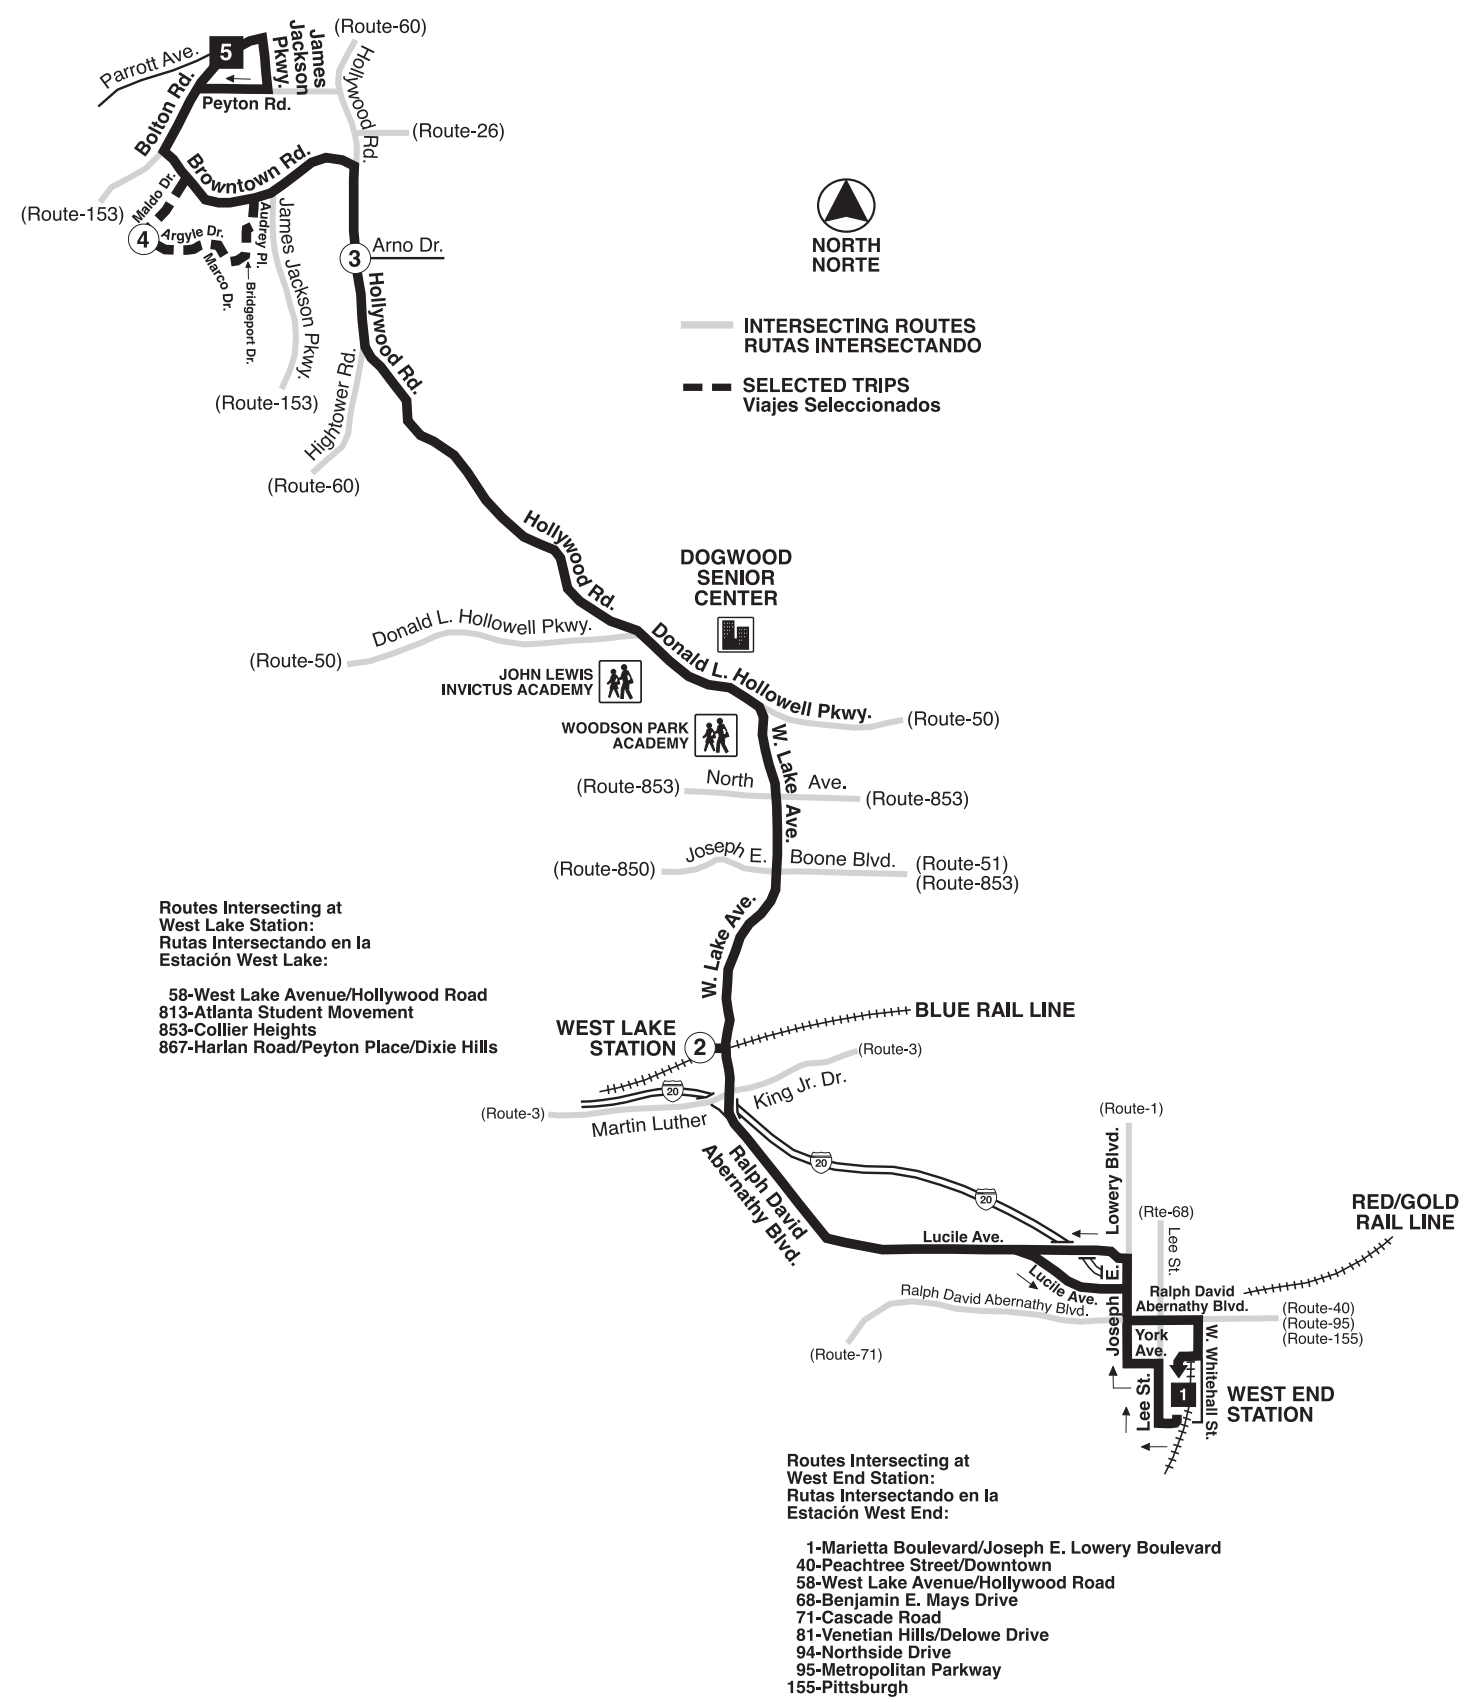 (Route-60)
James
Jackson
Pkwy.
5
Parrott Ave.
Hollywood Rd.
Peyton Rd.
Bolton Rd.
(Route-26)
Browntown Rd.
Maldo Dr.
(Route-153)
4
Argyle Dr.
Marco Dr.
Audrey Pl.
Bridgeport Dr.
James Jackson Pkwy.
(Route-153)
3
Arno Dr.
Hollywood Rd.
Hightower Rd.
(Route-60)
NORTH
NORTE
INTERSECTING ROUTES
RUTAS INTERSECTANDO
SELECTED TRIPS
Viajes Seleccionados
Hollywood Rd.
DOGWOOD
SENIOR
CENTER
Donald L. Hollowell Pkwy.
(Route-50)
Donald L. Hollowell Pkwy.
(Route-50)
JOHN LEWIS
INVICTUS ACADEMY
WOODSON PARK
ACADEMY
W. Lake Ave.
(Route-853)
North Ave.
(Route-853)
(Route-850)
Joseph E. Boone Blvd.
(Route-51)
(Route-853)
W. Lake Ave.
Routes Intersecting at
West Lake Station:
Rutas Intersectando en la
Estación West Lake:
58-West Lake Avenue/Hollywood Road
813-Atlanta Student Movement
853-Collier Heights
867-Harlan Road/Peyton Place/Dixie Hills
WEST LAKE
STATION
2
BLUE RAIL LINE
(Route-3)
20
(Route-3)
Martin Luther King Jr. Dr.
20
20
Ralph David
Abernathy Blvd.
Lucile Ave.
Lucile Ave.
(Route-1)
Joseph E. Lowery Blvd.
(Rte-68)
Lee St.
RED/GOLD
RAIL LINE
Ralph David
Abernathy Blvd.
Ralph David Abernathy Blvd.
(Route-40)
(Route-95)
(Route-155)
(Route-71)
York
Ave.
W. Whitehall St.
Lee St.
1
WEST END
STATION
Routes Intersecting at
West End Station:
Rutas Intersectando en la
Estación West End:
1-Marietta Boulevard/Joseph E. Lowery Boulevard
40-Peachtree Street/Downtown
58-West Lake Avenue/Hollywood Road
68-Benjamin E. Mays Drive
71-Cascade Road
81-Venetian Hills/Delowe Drive
94-Northside Drive
95-Metropolitan Parkway
155-Pittsburgh